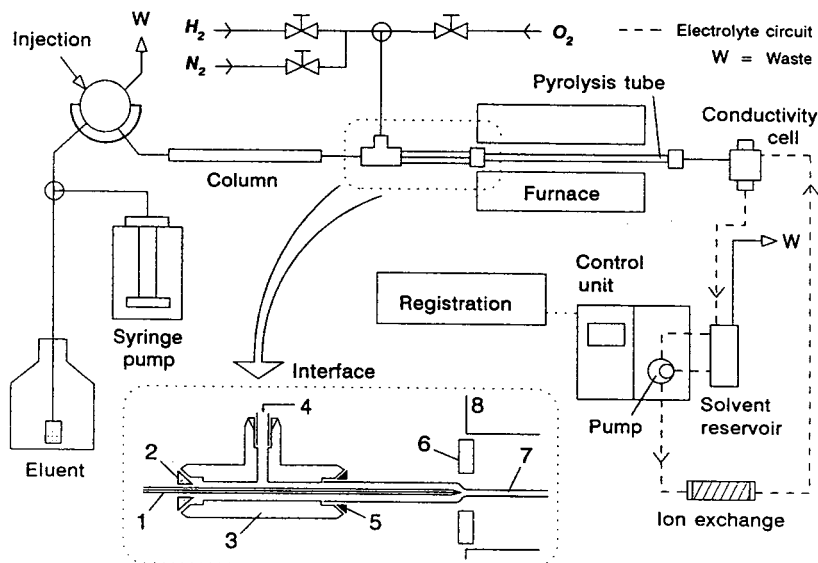 Injection
W
H2
N2
O2
Electrolyte circuit
W = Waste
Pyrolysis tube
Conductivity
cell
Column
Furnace
W
Control
unit
Registration
Syringe
pump
Interface
Pump
Solvent
reservoir
Eluent
Ion exchange
4
8
6
7
2
1
3
5